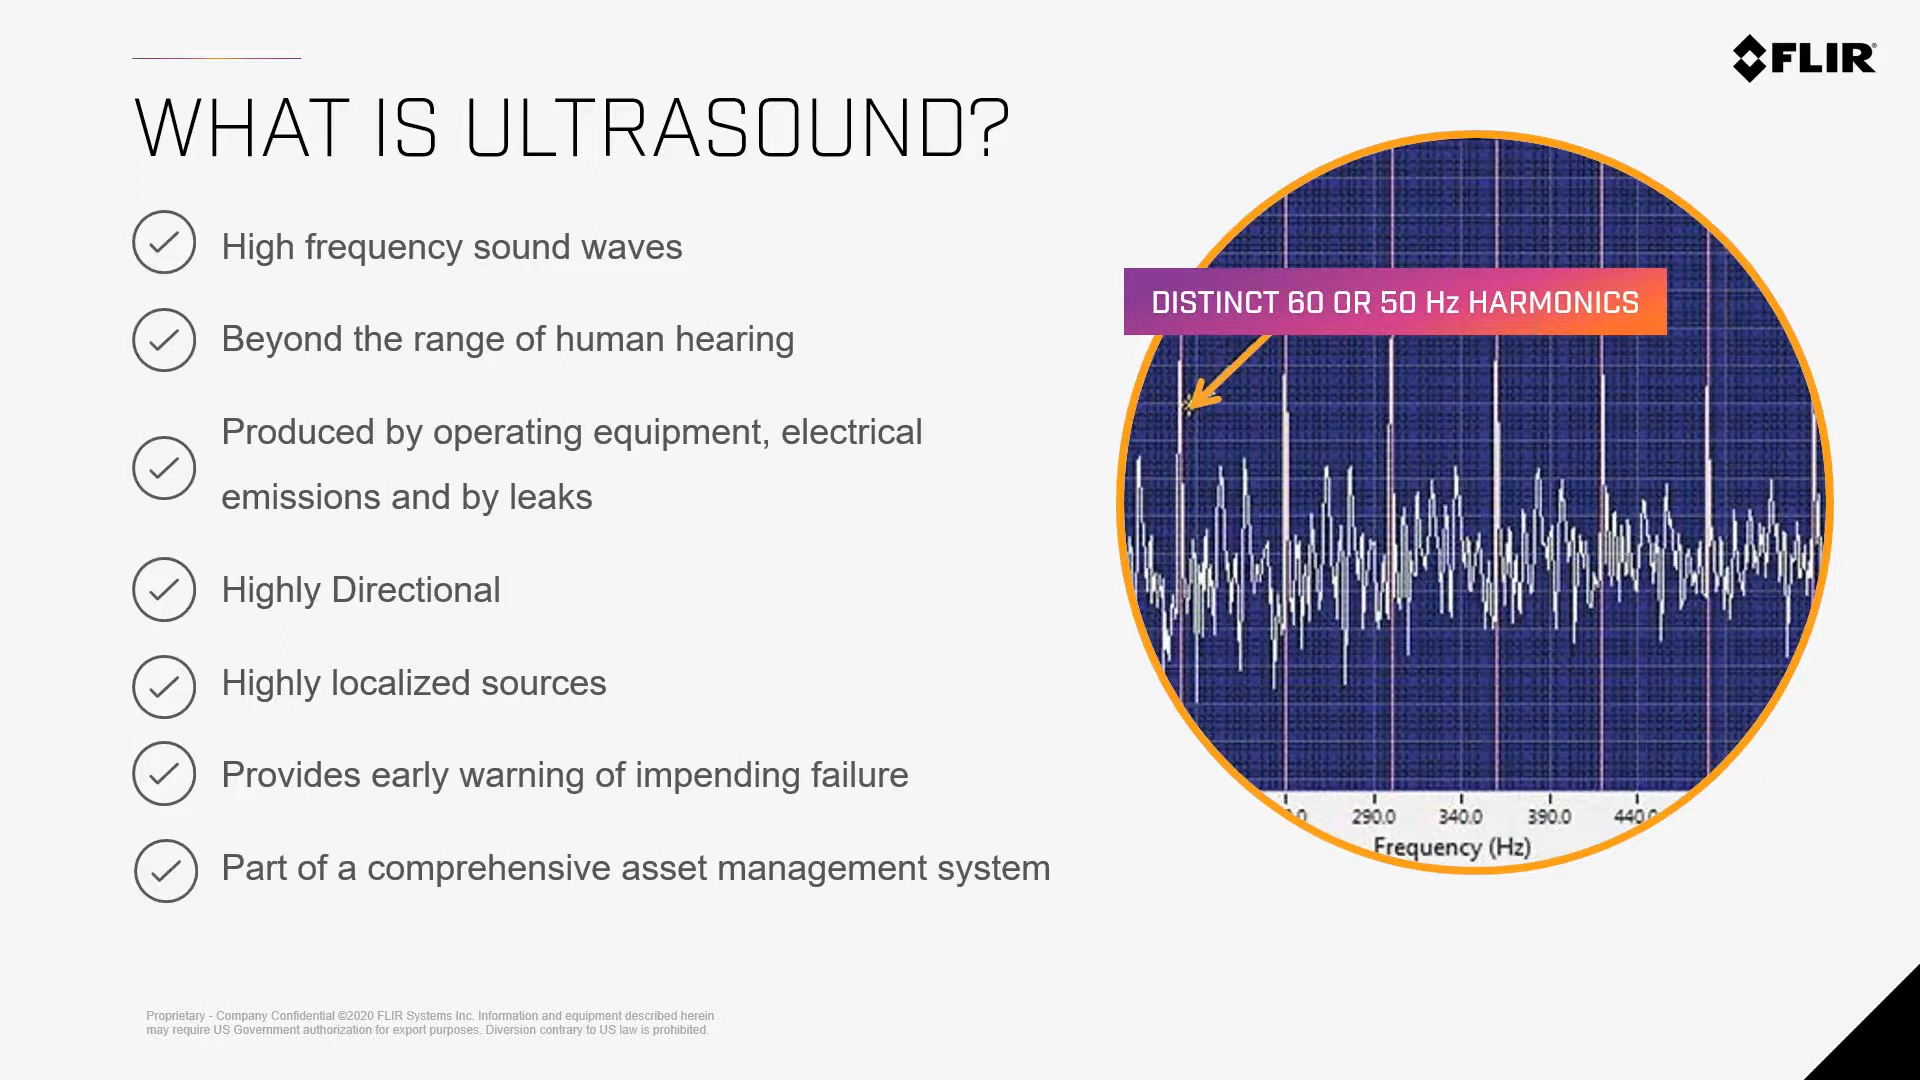 FLIR
WHAT IS ULTRASOUND?
High frequency sound waves
Beyond the range of human hearing
Produced by operating equipment, electrical
emissions and by leaks
Highly Directional
Highly localized sources
Provides early warning of impending failure
Part of a comprehensive asset management system
DISTINCT 60 OR 50 Hz HARMONICS
290.0 340.0 390.0
Frequency (Hz)
Proprietary - Company Confidential ©2020 FLIR Systems Inc. Information and equipment described herein
may require US Government authorization for export purposes. Diversion contrary to US law is prohibited.